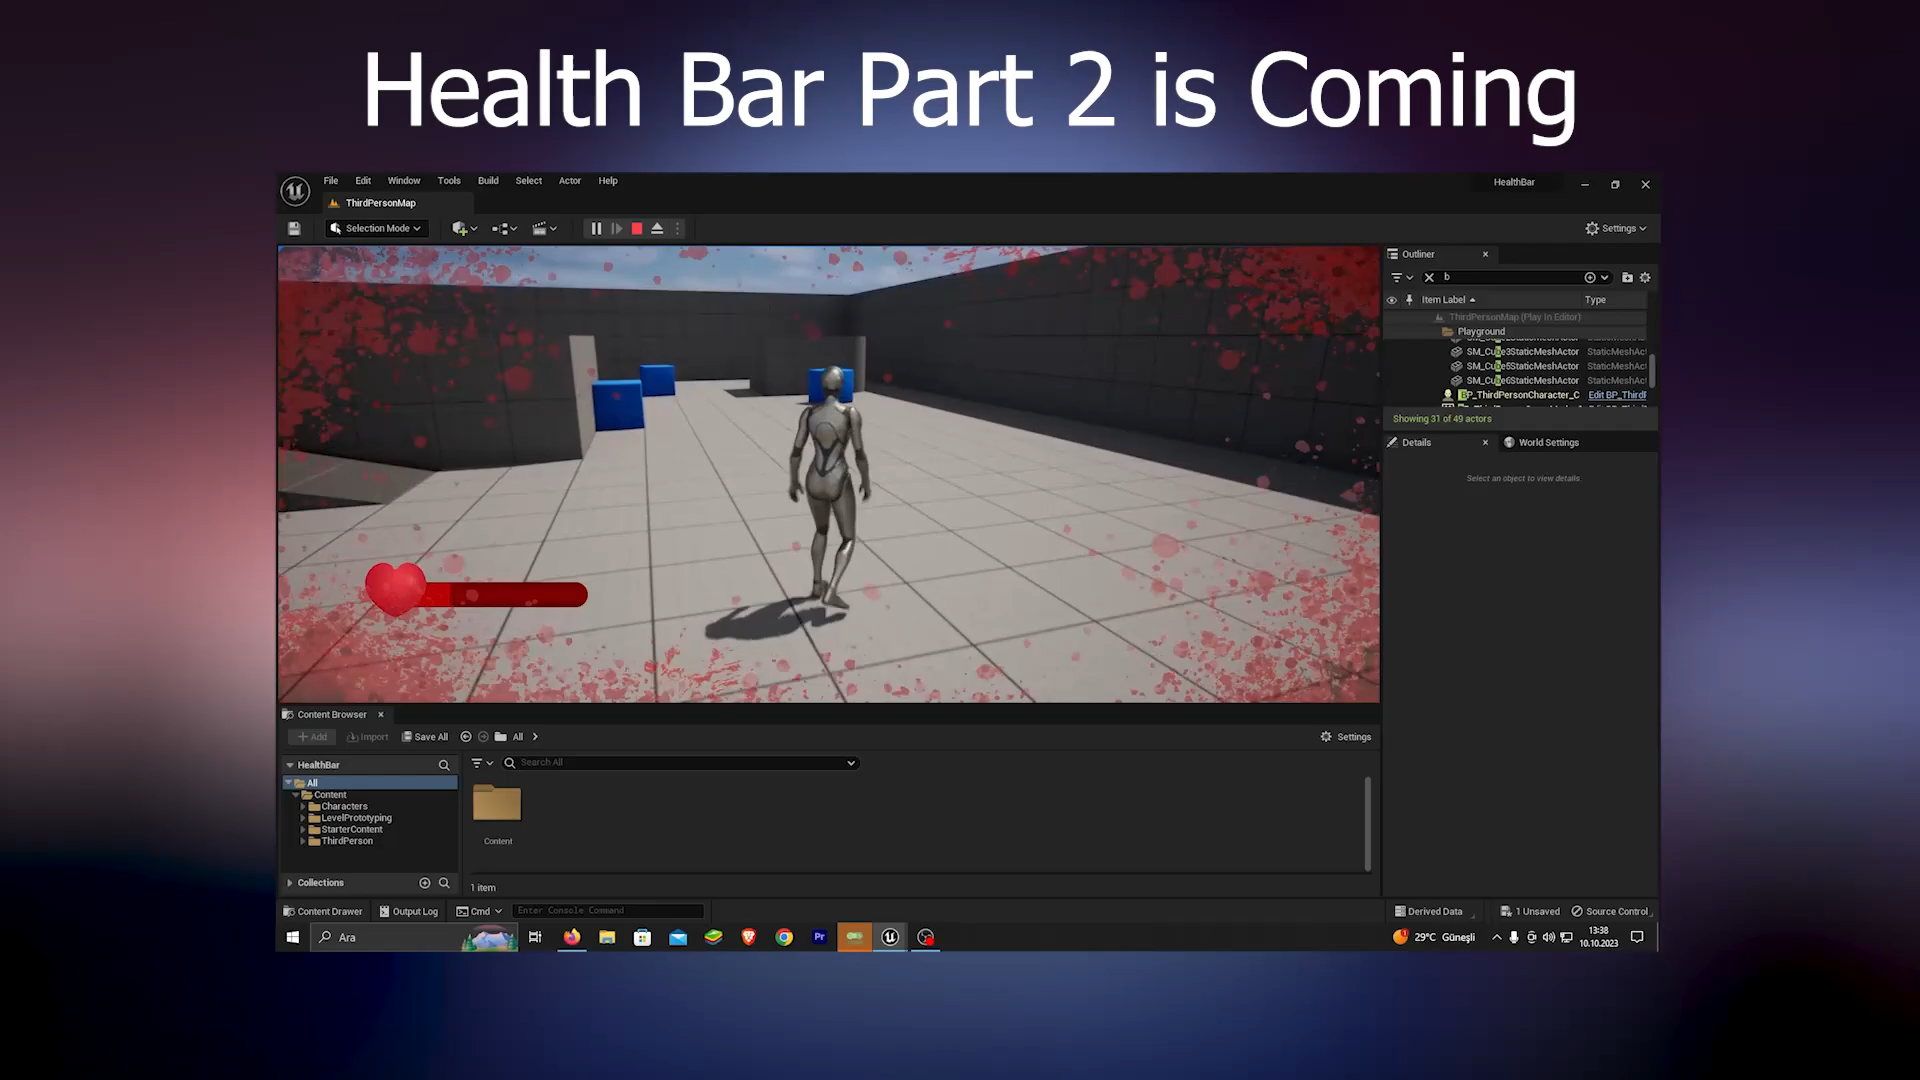 Health Bar Part 2 is Coming
File Edit Window Tools Build Select Actor Help
HealthBar
ThirdPersonMap
Selection Mode
Settings
Outliner
b
Item Label Type
ThirdPersonMap (Play In Editor)
Playground
SM_Cube3StaticMeshActor StaticMeshAct
SM_Cube5StaticMeshActor StaticMeshAct
SM_Cube6StaticMeshActor StaticMeshAct
BP_ThirdPersonCharacter_C Edit BP_ThirdF
Showing 31 of 49 actors
Details World Settings
Select an object to view details.
Content Browser
Add Import Save All All Settings
HealthBar
Search All
All
Content
Characters
LevelPrototyping
StarterContent
ThirdPerson
Content
Collections
1 item
Content Drawer Output Log Cmd Enter Console Command Derived Data 1 Unsaved Source Control
Ara Pr 29°C Güneşli 13:38
10.10.2023